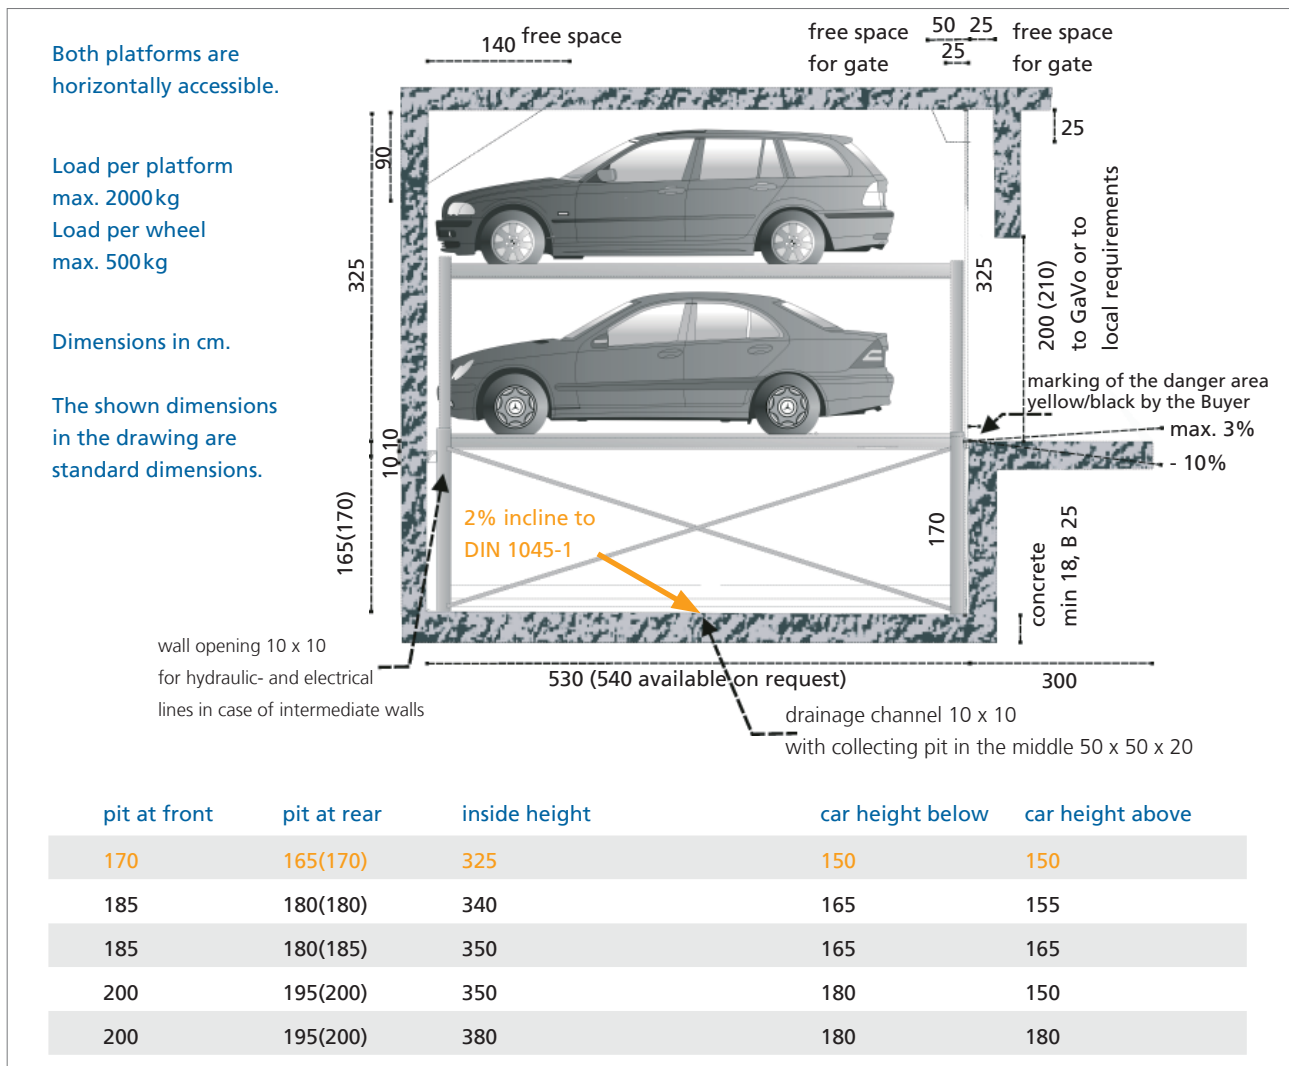 Both platforms are
horizontally accessible.
Load per platform
max. 2000 kg
Load per wheel
max. 500 kg
Dimensions in cm.
The shown dimensions
in the drawing are
standard dimensions.
140 free space
free space
for gate
50 25
25
free space
for gate
25
90
325
325
200 (210)
to GaVo or to
local requirements
marking of the danger area
yellow/black by the Buyer
max. 3%
- 10%
10 10
165(170)
2% incline to
DIN 1045-1
170
concrete
min 18, B 25
wall opening 10 x 10
for hydraulic- and electrical
lines in case of intermediate walls
530 (540 available on request)
300
drainage channel 10 x 10
with collecting pit in the middle 50 x 50 x 20
pit at front pit at rear inside height car height below car height above
170 165(170) 325 150 150
185 180(180) 340 165 155
185 180(185) 350 165 165
200 195(200) 350 180 150
200 195(200) 380 180 180